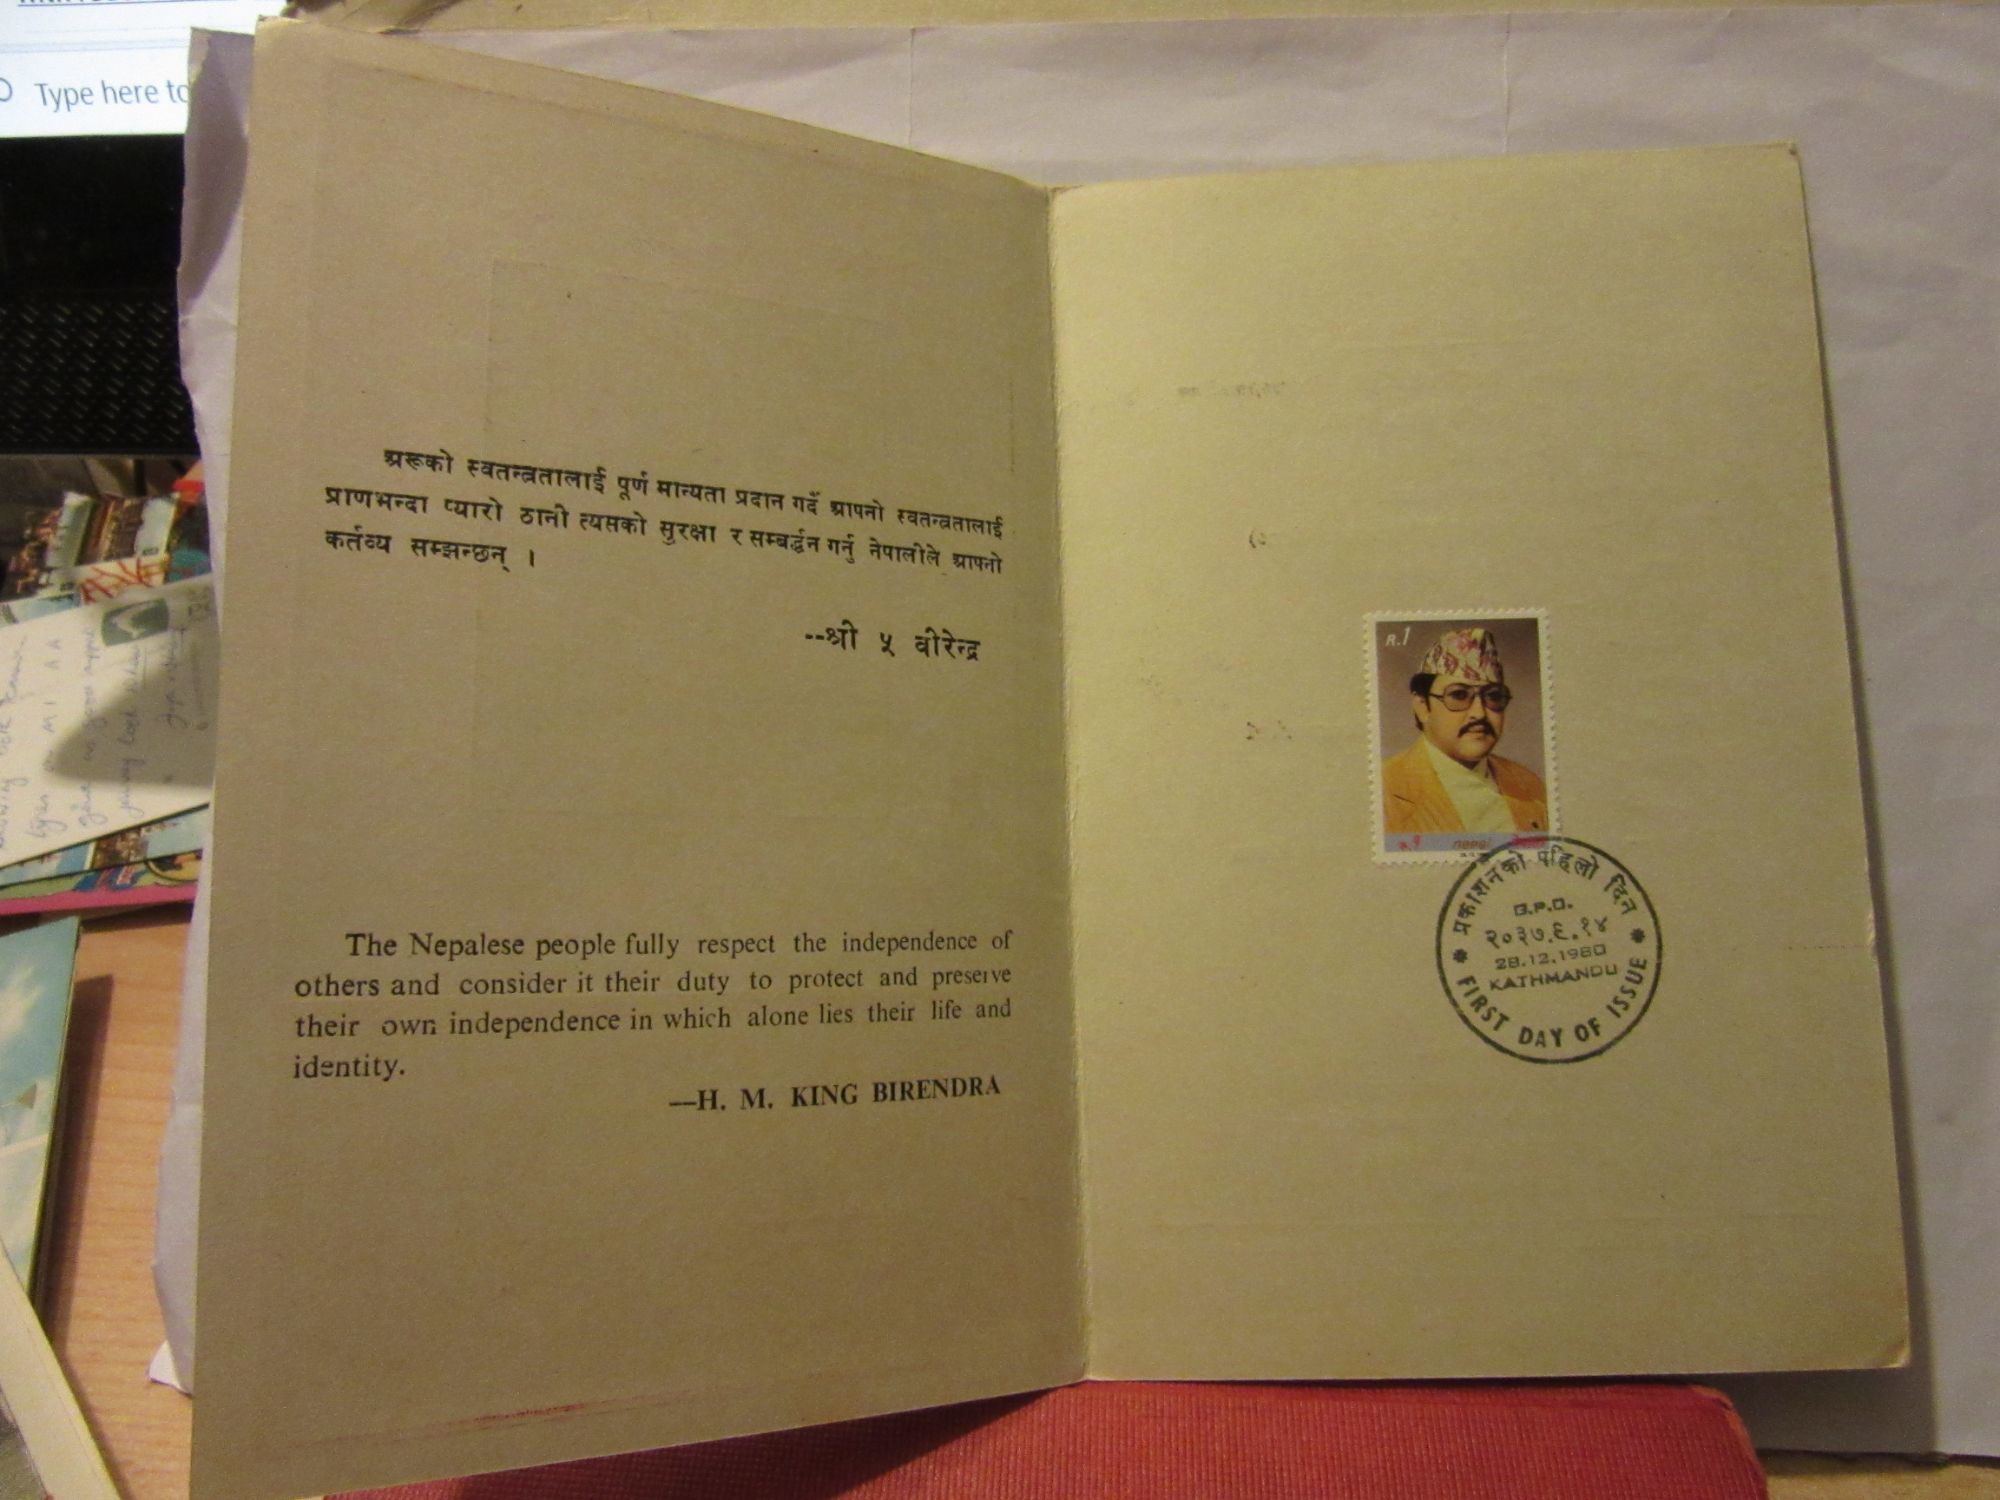 Type here to
अरूको स्वतन्त्रतालाई पूर्ण मान्यता प्रदान गर्दै आफ्नो स्वतन्त्रतालाई
प्राणभन्दा प्यारो ठानी त्यसको सुरक्षा र सम्बर्द्धन गर्नु नेपालीले आफ्नो
कर्तव्य सम्झन्छन् ।
--श्री ५ वीरेन्द्र
The Nepalese people fully respect the independence of
others and consider it their duty to protect and preserve
their own independence in which alone lies their life and
identity.
—H. M. KING BIRENDRA
R.1
रु.१ nepal
प्रकाशनको पहिलो दिन
G.P.O.
२०३७.९.१४
28.12.1980
KATHMANDU
FIRST DAY OF ISSUE